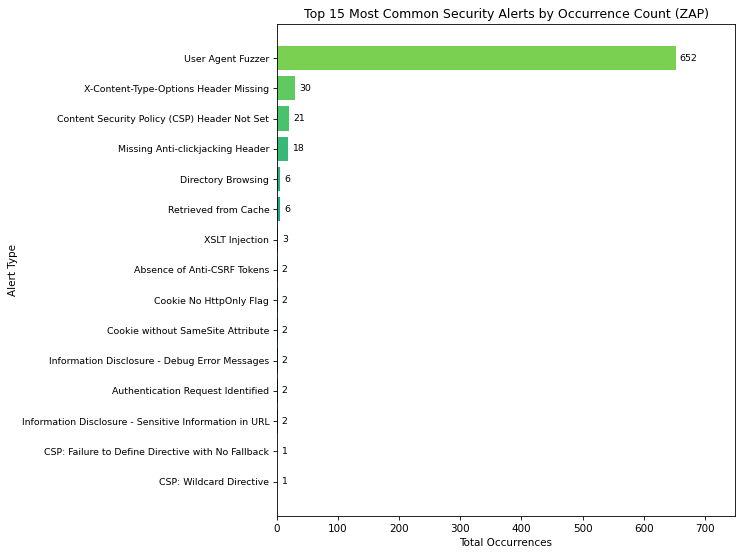 Top 15 Most Common Security Alerts by Occurrence Count (ZAP)
User Agent Fuzzer 652
X-Content-Type-Options Header Missing 30
Content Security Policy (CSP) Header Not Set 21
Missing Anti-clickjacking Header 18
Directory Browsing 6
Retrieved from Cache 6
XSLT Injection 3
Absence of Anti-CSRF Tokens 2
Cookie No HttpOnly Flag 2
Cookie without SameSite Attribute 2
Information Disclosure - Debug Error Messages 2
Authentication Request Identified 2
Information Disclosure - Sensitive Information in URL 2
CSP: Failure to Define Directive with No Fallback 1
CSP: Wildcard Directive 1
Alert Type
0 100 200 300 400 500 600 700
Total Occurrences